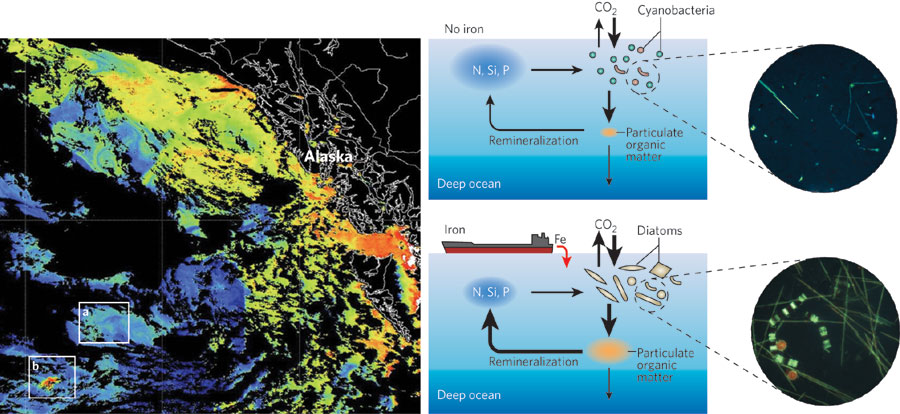 Alaska
a
b
No iron
CO2
Cyanobacteria
N, Si, P
Remineralization
Particulate
organic
matter
Deep ocean
Iron
Fe
CO2
Diatoms
N, Si, P
Remineralization
Particulate
organic
matter
Deep ocean